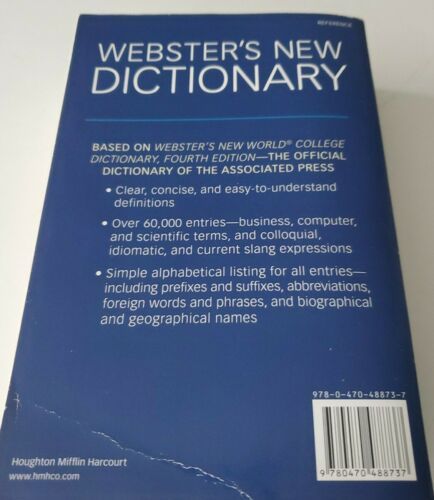 REFERENCE
WEBSTER'S NEW
DICTIONARY
BASED ON WEBSTER'S NEW WORLD® COLLEGE
DICTIONARY, FOURTH EDITION—THE OFFICIAL
DICTIONARY OF THE ASSOCIATED PRESS
• Clear, concise, and easy-to-understand
definitions
• Over 60,000 entries—business, computer,
and scientific terms, and colloquial,
idiomatic, and current slang expressions
• Simple alphabetical listing for all entries—
including prefixes and suffixes, abbreviations,
foreign words and phrases, and biographical
and geographical names
978-0-470-48873-7
9 780470 488737
Houghton Mifflin Harcourt
www.hmhco.com